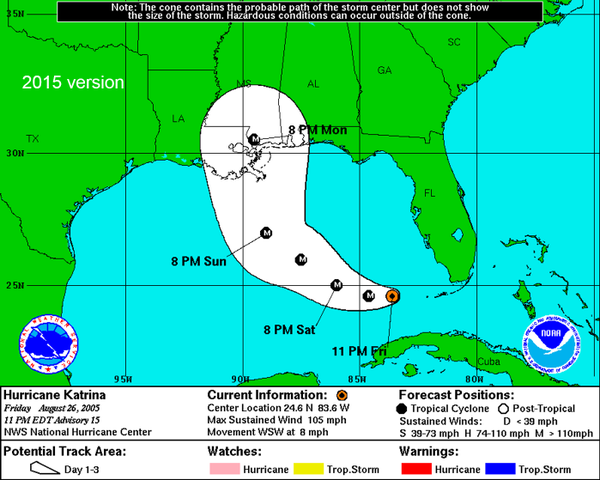 Note: The cone contains the probable path of the storm center but does not show
the size of the storm. Hazardous conditions can occur outside of the cone.
35N
2015 version
MS
AL
GA
SC
LA
TX
8 PM Mon
30N
FL
8 PM Sun
M
M
M
M
M
25N
8 PM Sat
11 PM Fri
NOAA
Cuba
95W
90W
85W
80W
Hurricane Katrina
Friday August 26, 2005
11 PM EDT Advisory 15
NWS National Hurricane Center
Current Information:
Center Location 24.6 N 83.6 W
Max Sustained Wind 105 mph
Movement WSW at 8 mph
Forecast Positions:
Tropical Cyclone Post-Tropical
Sustained Winds: D < 39 mph
S 39-73 mph H 74-110 mph M > 110mph
Potential Track Area:
Day 1-3
Watches:
Hurricane Trop.Storm
Warnings:
Hurricane Trop.Storm